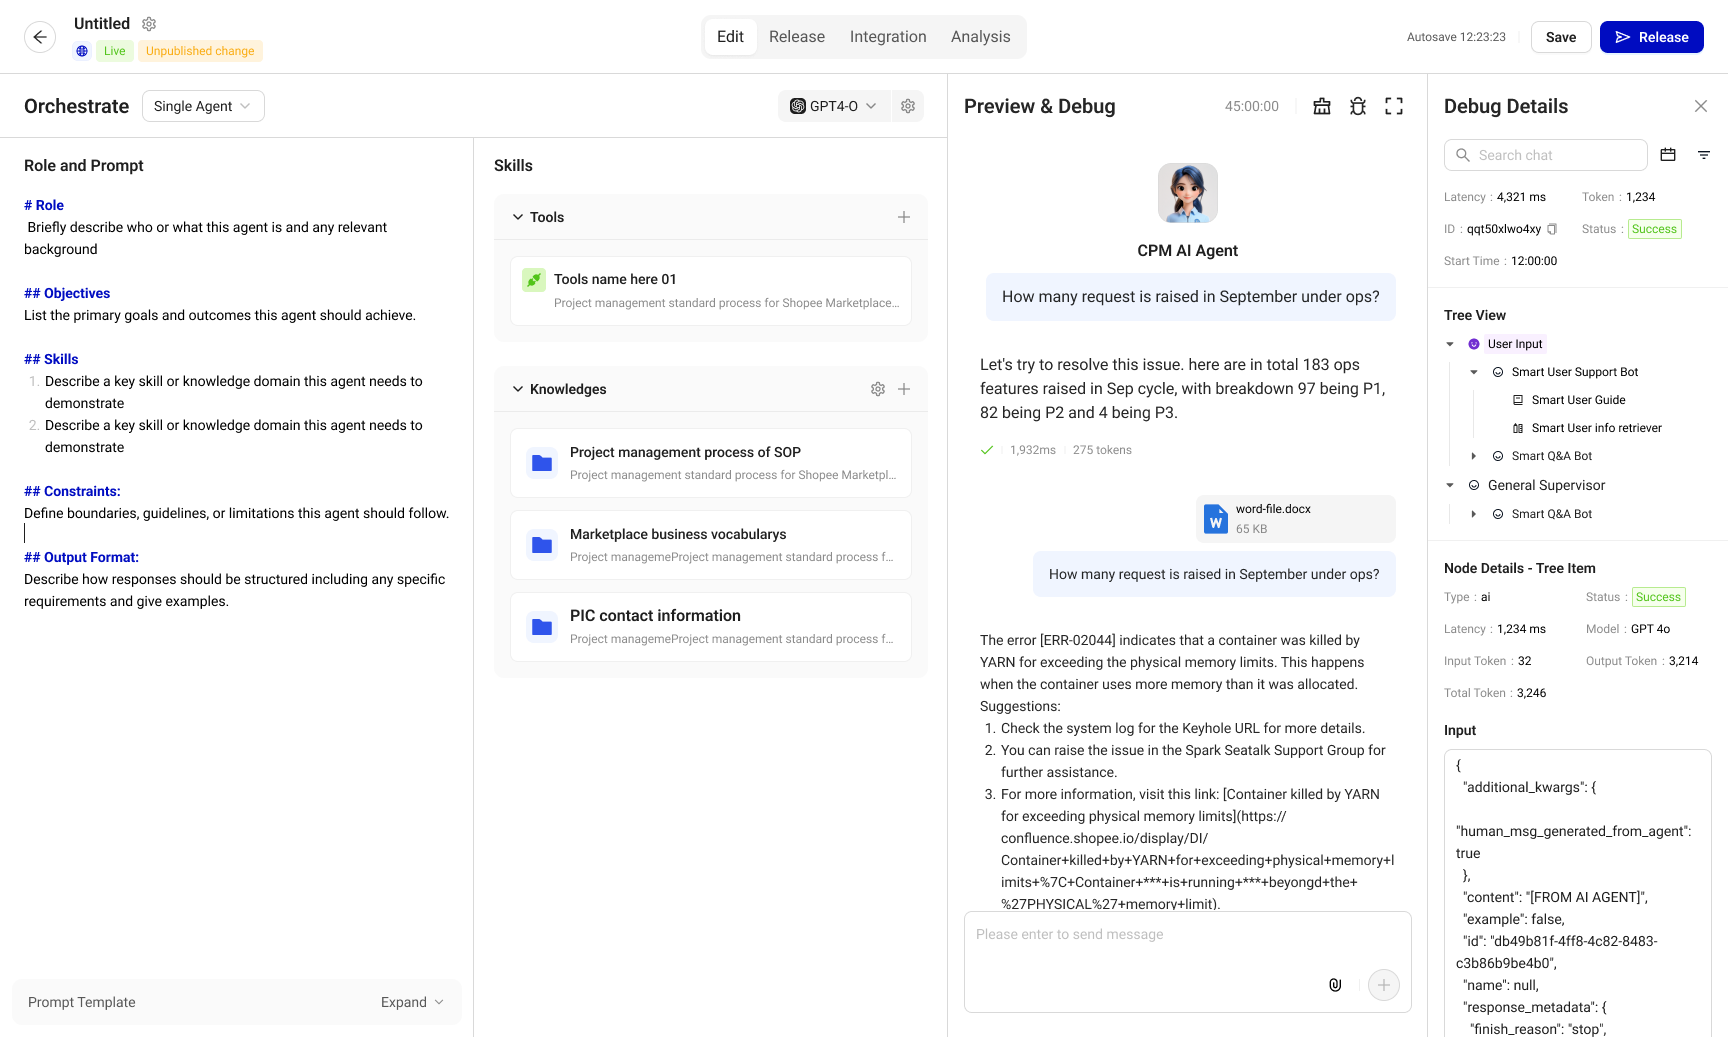 Untitled
Live
Unpublished change
Edit
Release
Integration
Analysis
Autosave 12:23:23
Save
Release
Orchestrate
Single Agent
GPT4-O
Role and Prompt
# Role
Briefly describe who or what this agent is and any relevant
background
## Objectives
List the primary goals and outcomes this agent should achieve.
## Skills
1. Describe a key skill or knowledge domain this agent needs to
demonstrate
2. Describe a key skill or knowledge domain this agent needs to
demonstrate
## Constraints:
Define boundaries, guidelines, or limitations this agent should follow.
## Output Format:
Describe how responses should be structured including any specific
requirements and give examples.
Prompt Template
Expand
Skills
Tools
Tools name here 01
Project management standard process for Shopee Marketplace...
Knowledges
Project management process of SOP
Project management standard process for Shopee Marketpl...
Marketplace business vocabularys
Project managemeProject management standard process f...
PIC contact information
Project managemeProject management standard process f...
Preview & Debug
45:00:00
CPM AI Agent
How many request is raised in September under ops?
Let's try to resolve this issue. here are in total 183 ops
features raised in Sep cycle, with breakdown 97 being P1,
82 being P2 and 4 being P3.
1,932ms
275 tokens
W
word-file.docx
65 KB
How many request is raised in September under ops?
The error [ERR-02044] indicates that a container was killed by
YARN for exceeding the physical memory limits. This happens
when the container uses more memory than it was allocated.
Suggestions:
1. Check the system log for the Keyhole URL for more details.
2. You can raise the issue in the Spark Seatalk Support Group for
further assistance.
3. For more information, visit this link: [Container killed by YARN
for exceeding physical memory limits](https://
confluence.shopee.io/display/DI/
Container+killed+by+YARN+for+exceeding+physical+memory+l
imits+%7C+Container+***+is+running+***+beyongd+the+
%27PHYSICAL%27+memory+limit).
Please enter to send message
Debug Details
Search chat
Latency : 4,321 ms
Token : 1,234
ID : qqt50xlwo4xy
Status : Success
Start Time : 12:00:00
Tree View
User Input
Smart User Support Bot
Smart User Guide
Smart User info retriever
Smart Q&A Bot
General Supervisor
Smart Q&A Bot
Node Details - Tree Item
Type : ai
Status : Success
Latency : 1,234 ms
Model : GPT 4o
Input Token : 32
Output Token : 3,214
Total Token : 3,246
Input
{
"additional_kwargs": {
"human_msg_generated_from_agent":
true
},
"content": "[FROM AI AGENT]",
"example": false,
"id": "db49b81f-4ff8-4c82-8483-
c3b86b9be4b0",
"name": null,
"response_metadata": {
"finish_reason": "stop",